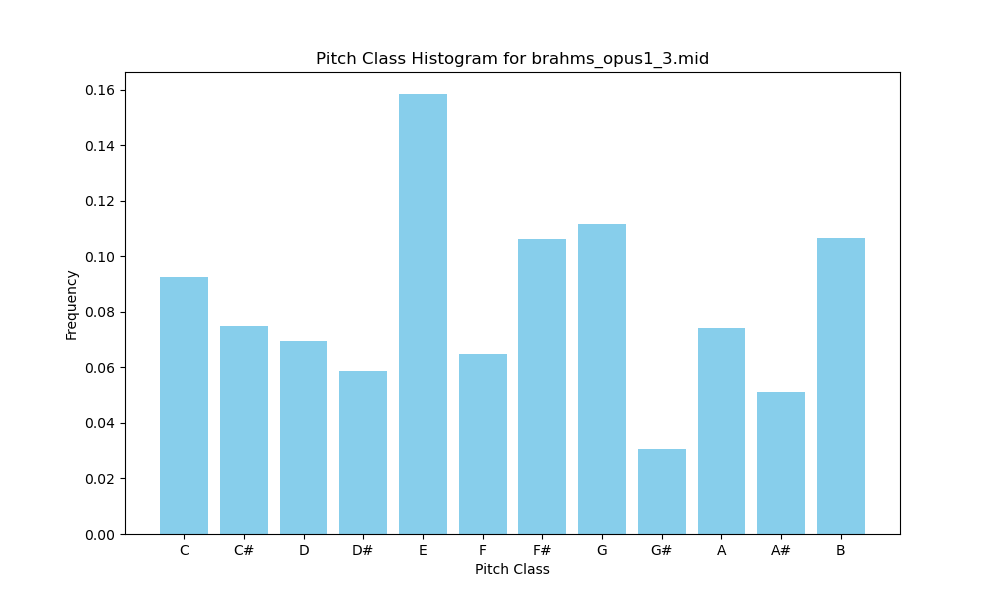 Pitch Class Histogram for brahms_opus1_3.mid
Frequency
0.16
0.14
0.12
0.10
0.08
0.06
0.04
0.02
0.00
C C# D D# E F F# G G# A A# B
Pitch Class